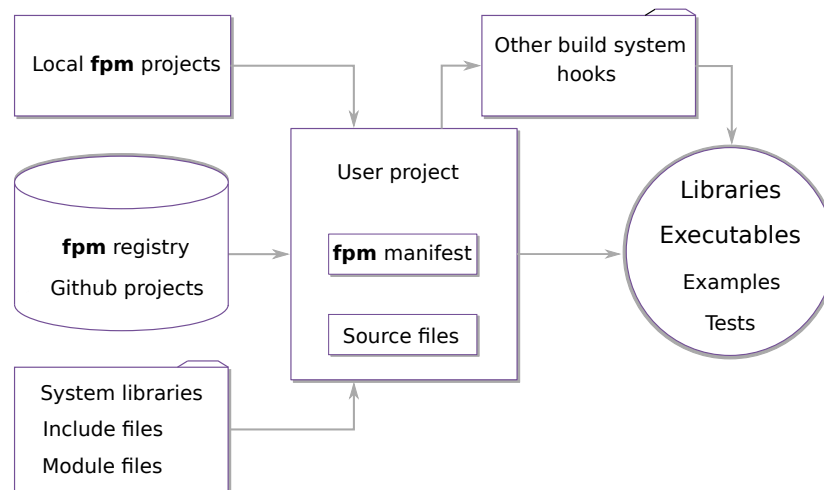 Local fpm projects
fpm registry
Github projects
System libraries
Include files
Module files
User project
fpm manifest
Source files
Other build system
hooks
Libraries
Executables
Examples
Tests